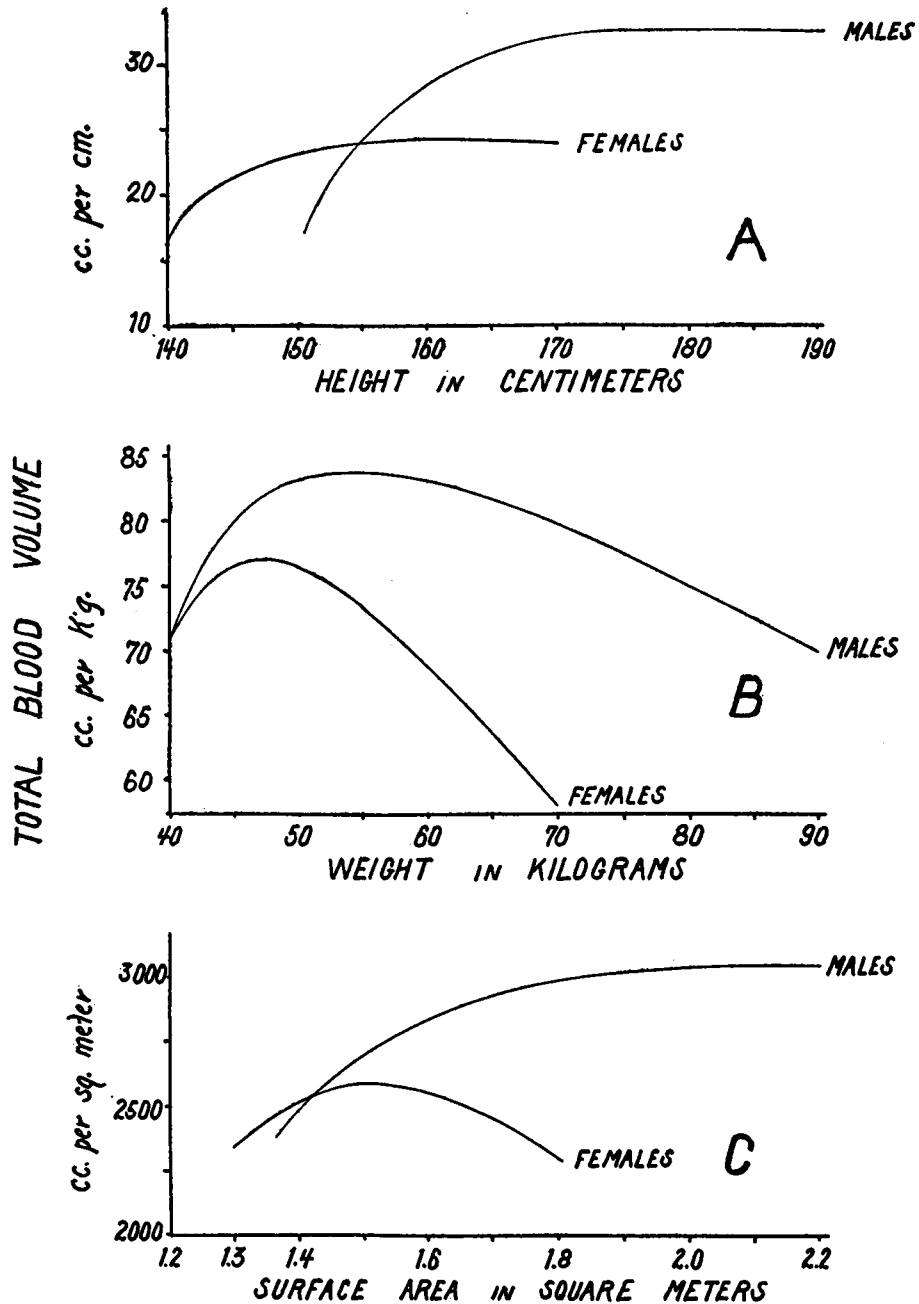 TOTAL BLOOD VOLUME
cc. per cm.
30
20
10
MALES
FEMALES
A
140 150 160 170 180 190
HEIGHT IN CENTIMETERS
cc. per Kg.
85
80
75
70
65
60
MALES
FEMALES
B
40 50 60 70 80 90
WEIGHT IN KILOGRAMS
cc. per sq. meter
3000
2500
2000
MALES
FEMALES
C
1.2 1.3 1.4 1.6 1.8 2.0 2.2
SURFACE AREA IN SQUARE METERS